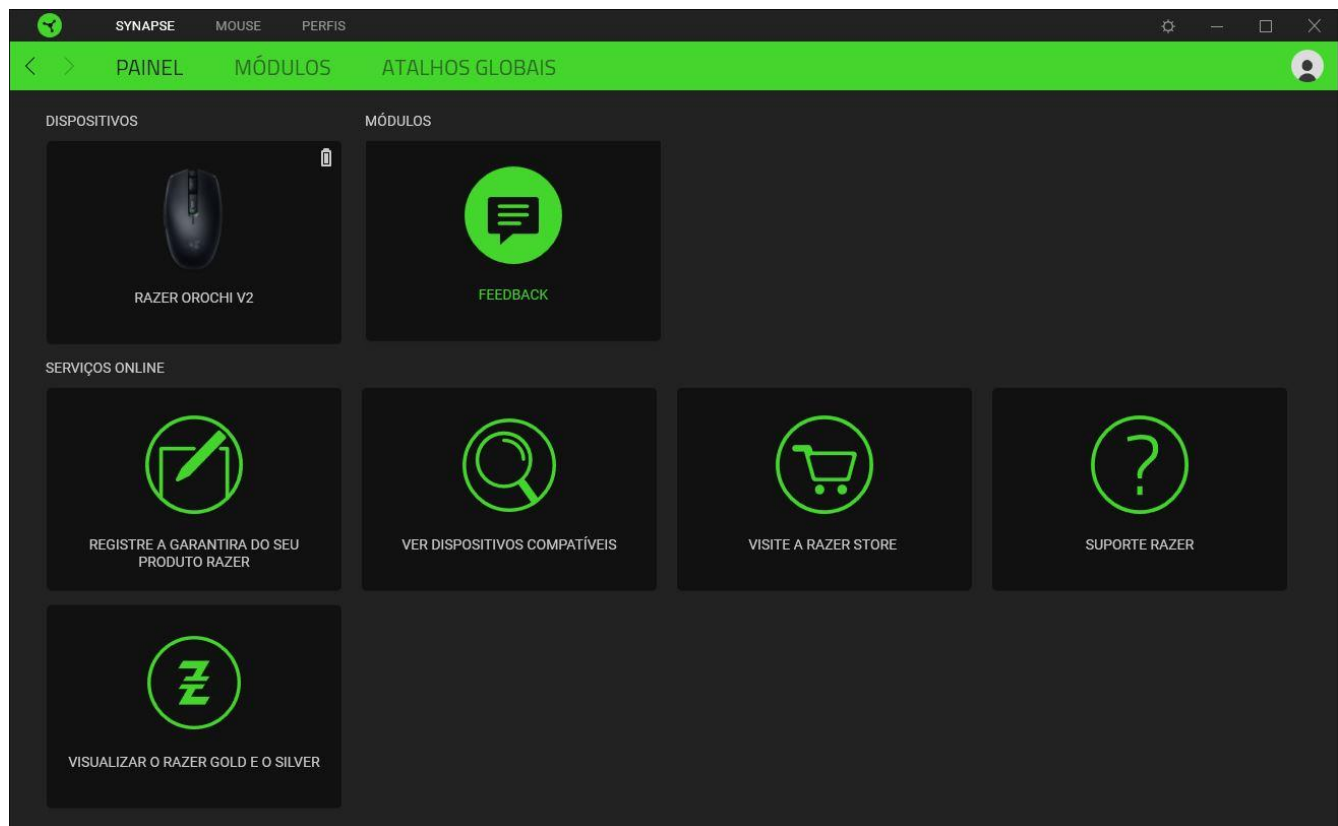 SYNAPSE MOUSE PERFIS
PAINEL MÓDULOS ATALHOS GLOBAIS
DISPOSITIVOS MÓDULOS
RAZER OROCHI V2 FEEDBACK
SERVIÇOS ONLINE
REGISTRE A GARANTIRA DO SEU
PRODUTO RAZER
VER DISPOSITIVOS COMPATÍVEIS
VISITE A RAZER STORE
SUPORTE RAZER
VISUALIZAR O RAZER GOLD E O SILVER